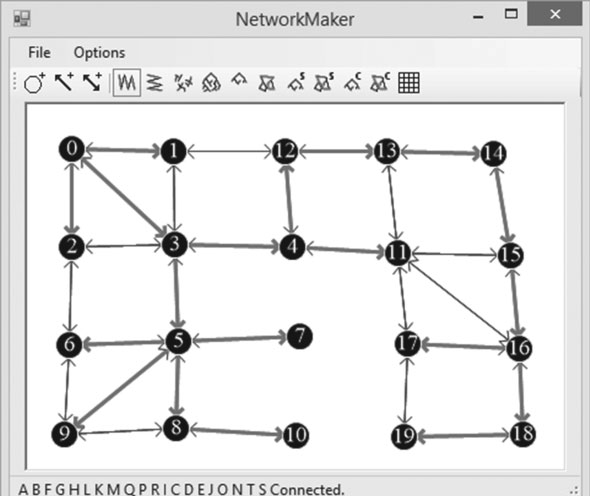 NetworkMaker
File Options
S S C C
0 1 12 13 14
2 3 4 11 15
6 5 7 17 16
9 8 10 19 18
A B F G H L K M Q P R I C D E J O N T S Connected.